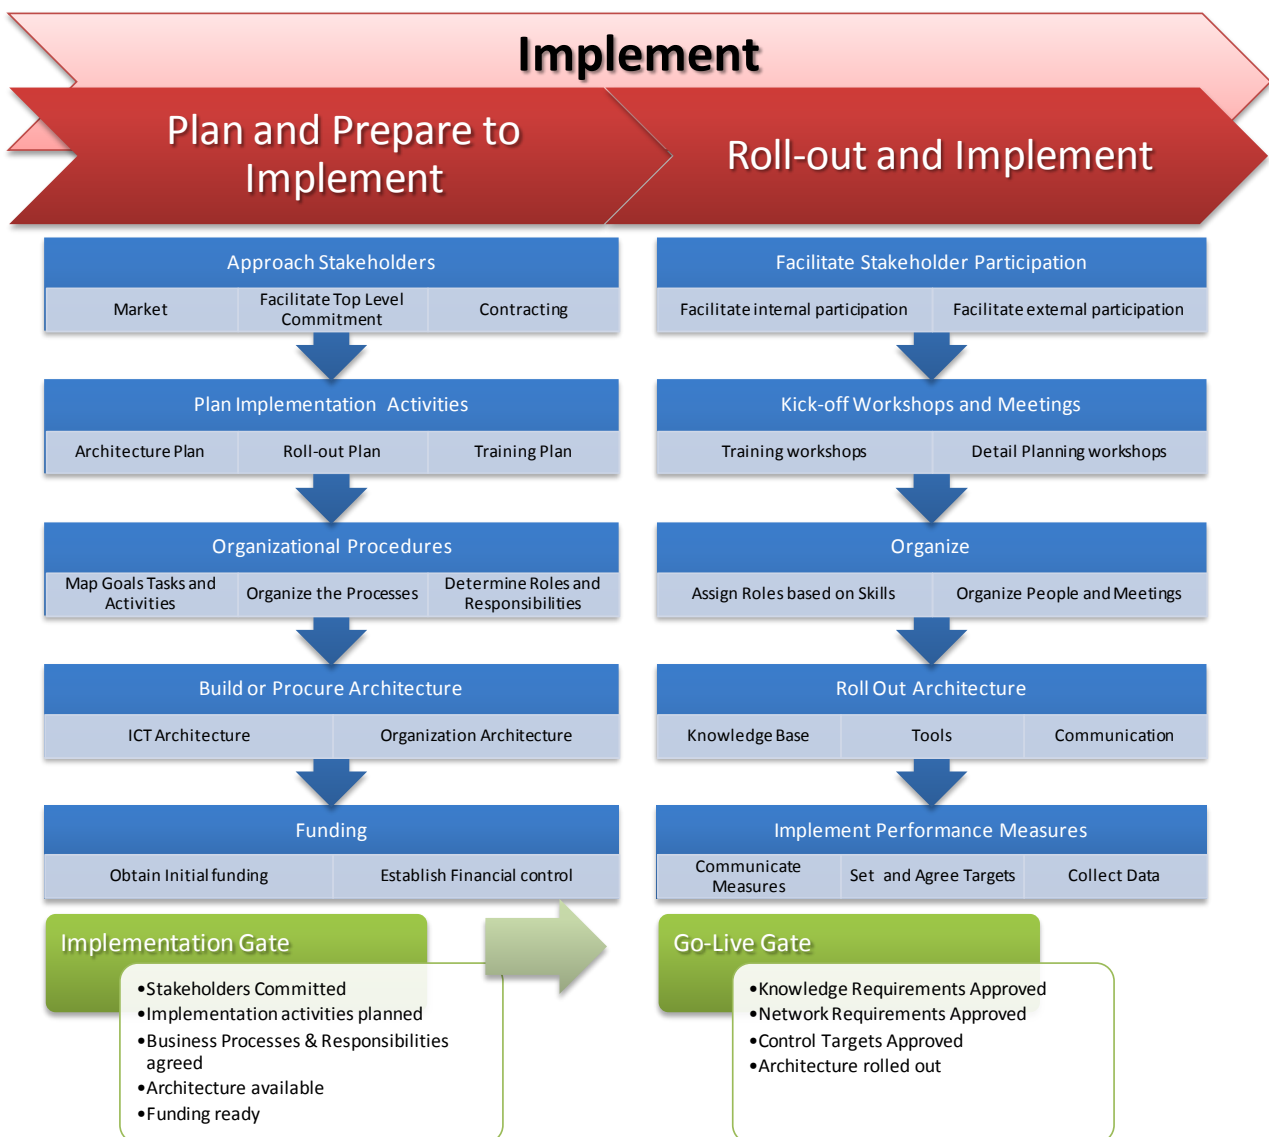 Implement
Plan and Prepare to
Implement
Roll-out and Implement
Approach Stakeholders
Market
Facilitate Top Level
Commitment
Contracting
Plan Implementation Activities
Architecture Plan
Roll-out Plan
Training Plan
Organizational Procedures
Map Goals Tasks and
Activities
Organize the Processes
Determine Roles and
Responsibilities
Build or Procure Architecture
ICT Architecture
Organization Architecture
Funding
Obtain Initial funding
Establish Financial control
Implementation Gate
•Stakeholders Committed
•Implementation activities planned
•Business Processes & Responsibilities
agreed
•Architecture available
•Funding ready
Facilitate Stakeholder Participation
Facilitate internal participation
Facilitate external participation
Kick-off Workshops and Meetings
Training workshops
Detail Planning workshops
Organize
Assign Roles based on Skills
Organize People and Meetings
Roll Out Architecture
Knowledge Base
Tools
Communication
Implement Performance Measures
Communicate
Measures
Set and Agree Targets
Collect Data
Go-Live Gate
•Knowledge Requirements Approved
•Network Requirements Approved
•Control Targets Approved
•Architecture rolled out